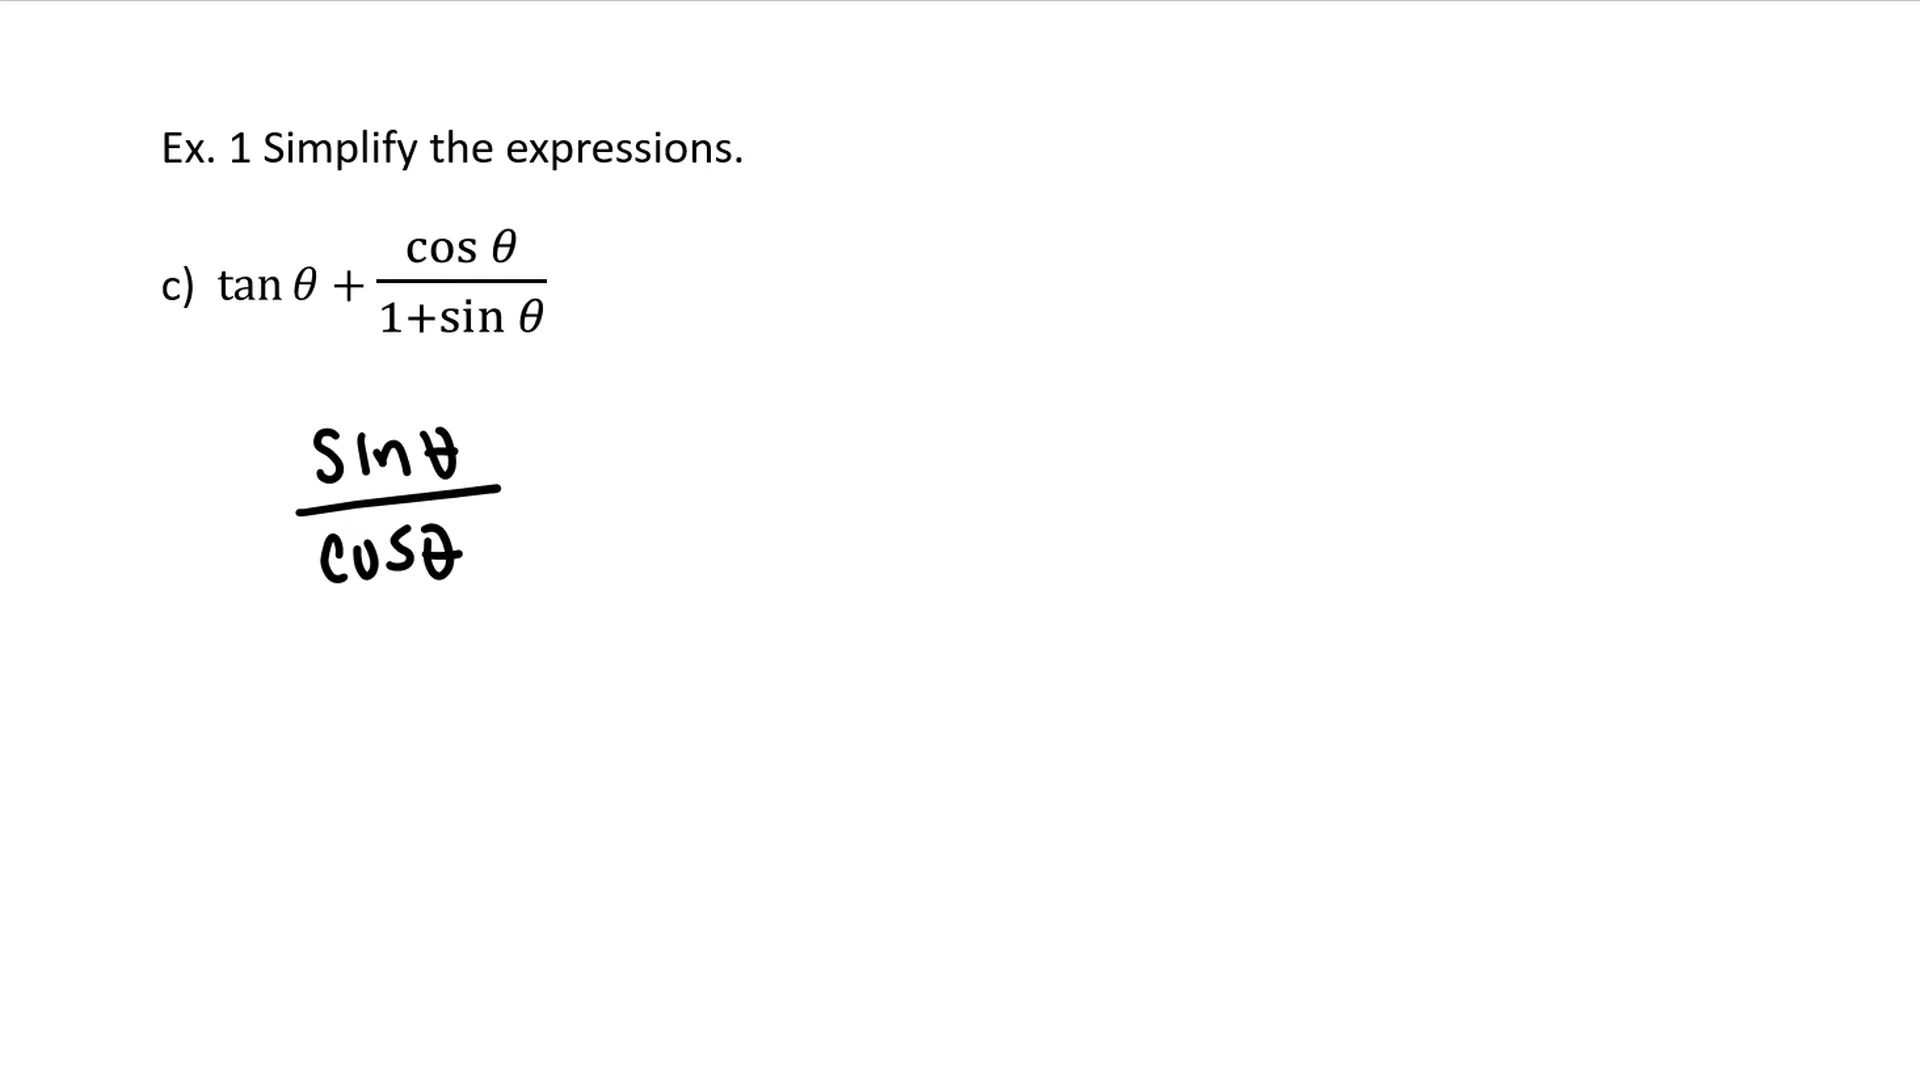 Ex. 1 Simplify the expressions.
c) tan θ + cos θ / 1+sin θ
sin θ
cos θ